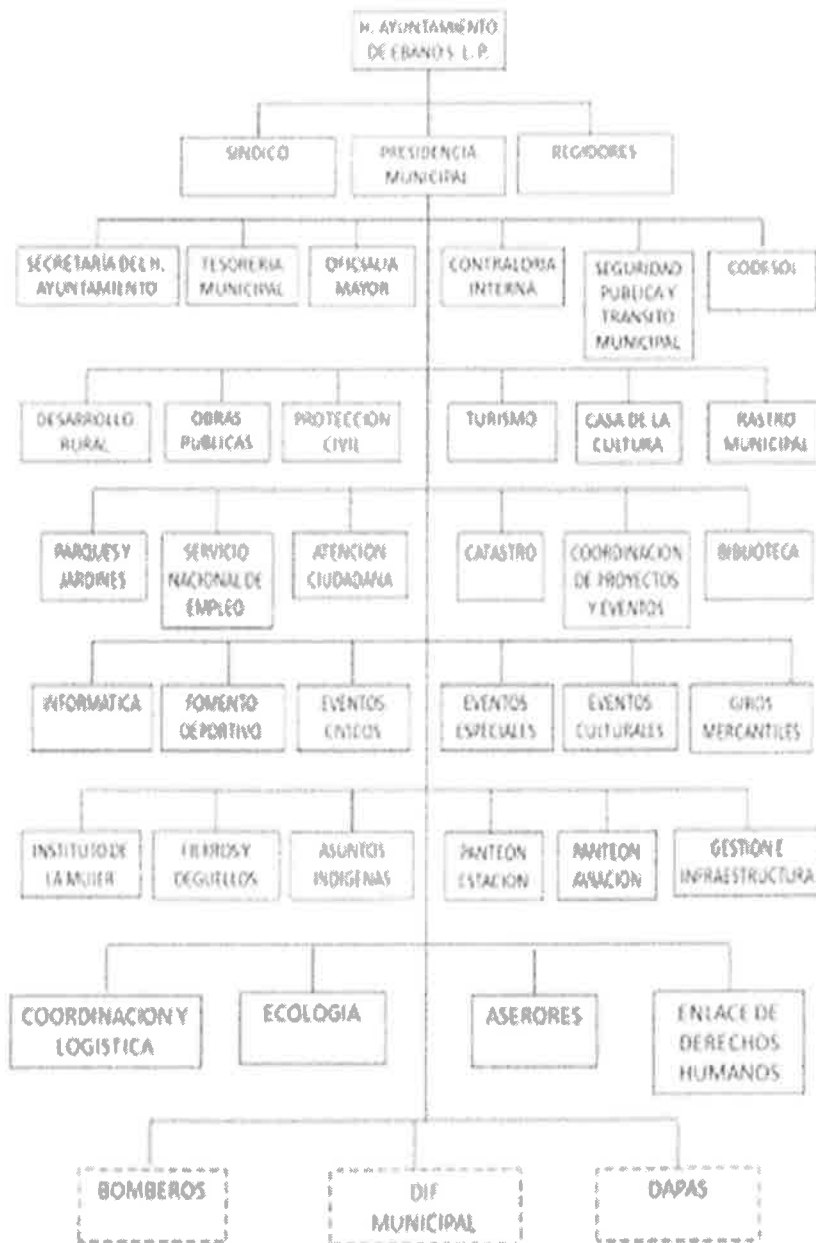 H. AYUNTAMIENTO
DE EBANO S. L. P.
SINDICO
PRESIDENCIA
MUNICIPAL
REGIDORES
SECRETARÍA DEL H.
AYUNTAMIENTO
TESORERIA
MUNICIPAL
OFICIALIA
MAYOR
CONTRALORIA
INTERNA
SEGURIDAD
PUBLICA Y
TRANSITO
MUNICIPAL
CODESOL
DESARROLLO
RURAL
OBRAS
PUBLICAS
PROTECCION
CIVIL
TURISMO
CASA DE LA
CULTURA
RASTRO
MUNICIPAL
PARQUES Y
JARDINES
SERVICIO
NACIONAL DE
EMPLEO
ATENCION
CIUDADANA
CATASTRO
COORDINACION
DE PROYECTOS
Y EVENTOS
BIBLIOTECA
INFORMATICA
FOMENTO
DEPORTIVO
EVENTOS
CIVICOS
EVENTOS
ESPECIALES
EVENTOS
CULTURALES
GIROS
MERCANTILES
INSTITUTO DE
LA MUJER
FIERROS Y
DEGUELLOS
ASUNTOS
INDIGENAS
PANTEON
ESTACION
PANTEON
GESTION E
INFRAESTRUCTURA
COORDINACION Y
LOGISTICA
ECOLOGIA
ASERORES
ENLACE DE
DERECHOS
HUMANOS
BOMBEROS
DIF
MUNICIPAL
DAPAS